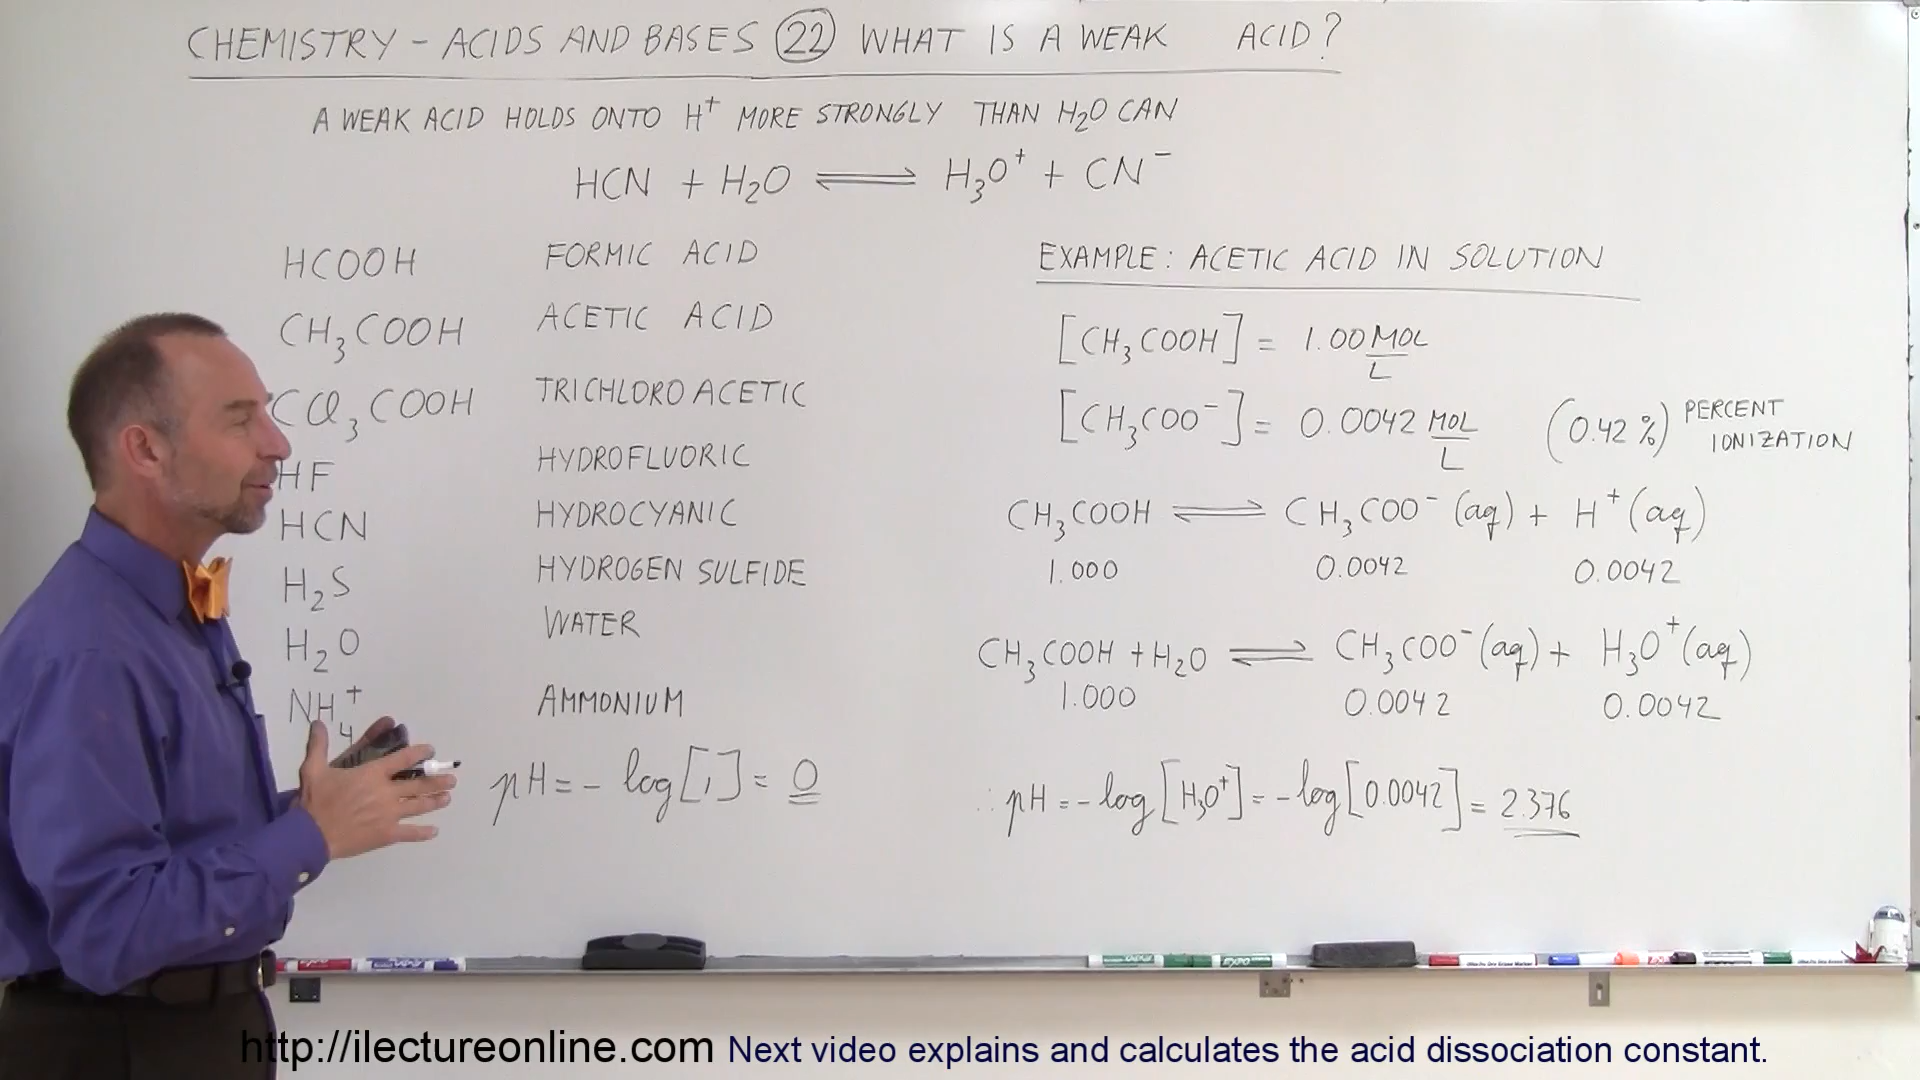 CHEMISTRY - ACIDS AND BASES 22 WHAT IS A WEAK ACID?
A WEAK ACID HOLDS ONTO H⁺ MORE STRONGLY THAN H₂O CAN
HCN + H₂O ⇌ H₃O⁺ + CN⁻
HCOOH FORMIC ACID
CH₃COOH ACETIC ACID
CCl₃COOH TRICHLOROACETIC
HF HYDROFLUORIC
HCN HYDROCYANIC
H₂S HYDROGEN SULFIDE
H₂O WATER
NH₄⁺ AMMONIUM
pH = - log [1] = 0
EXAMPLE: ACETIC ACID IN SOLUTION
[CH₃COOH] = 1.00 MOL/L
[CH₃COO⁻] = 0.0042 MOL/L (0.42 %) PERCENT IONIZATION
CH₃COOH ⇌ CH₃COO⁻ (aq) + H⁺ (aq)
1.000 0.0042 0.0042
CH₃COOH + H₂O ⇌ CH₃COO⁻ (aq) + H₃O⁺ (aq)
1.000 0.0042 0.0042
∴ pH = - log [H₃O⁺] = - log [0.0042] = 2.376
http://ilectureonline.com Next video explains and calculates the acid dissociation constant.